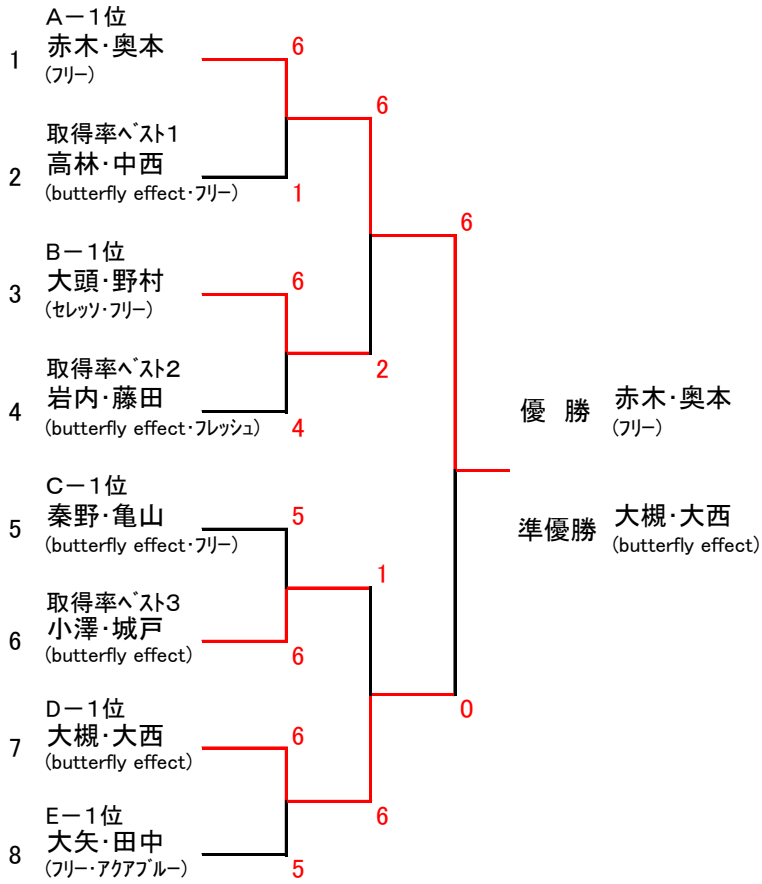 A－1位
1 赤木・奥本 6
(ﾌﾘｰ)
6
取得率ﾍﾞｽﾄ1
2 高林・中西
(butterfly effect・ﾌﾘｰ) 1
6
B－1位
3 大頭・野村 6
(ｾﾚｯｿ・ﾌﾘｰ)
取得率ﾍﾞｽﾄ2 2
4 岩内・藤田
(butterfly effect・ﾌﾚｯｼｭ) 4
優 勝 赤木・奥本
(ﾌﾘｰ)
C－1位
5 秦野・亀山 5
(butterfly effect・ﾌﾘｰ)
準優勝 大槻・大西
(butterfly effect)
1
取得率ﾍﾞｽﾄ3
6 小澤・城戸
(butterfly effect) 6
D－1位 0
7 大槻・大西 6
(butterfly effect)
E－1位 6
8 大矢・田中
(ﾌﾘｰ・ｱｸｱﾌﾞﾙｰ) 5